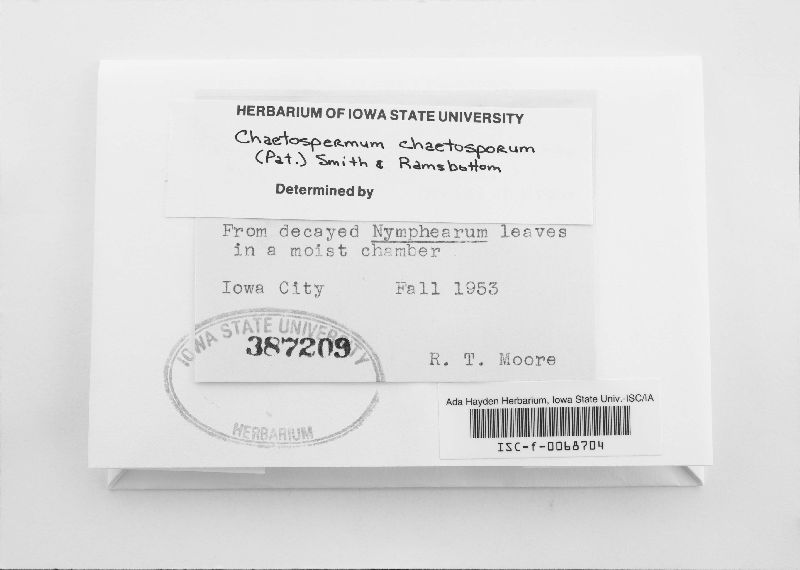 HERBARIUM OF IOWA STATE UNIVERSITY
Chaetospermum chaetosporum
(Pat.) Smith & Ramsbottom
Determined by
From decayed Nymphearum leaves
in a moist chamber
Iowa City Fall 1953
IOWA STATE UNIVERSITY
387209
HERBARIUM
R. T. Moore
Ada Hayden Herbarium, Iowa State Univ.-ISC/IA
ISC-f-0068704